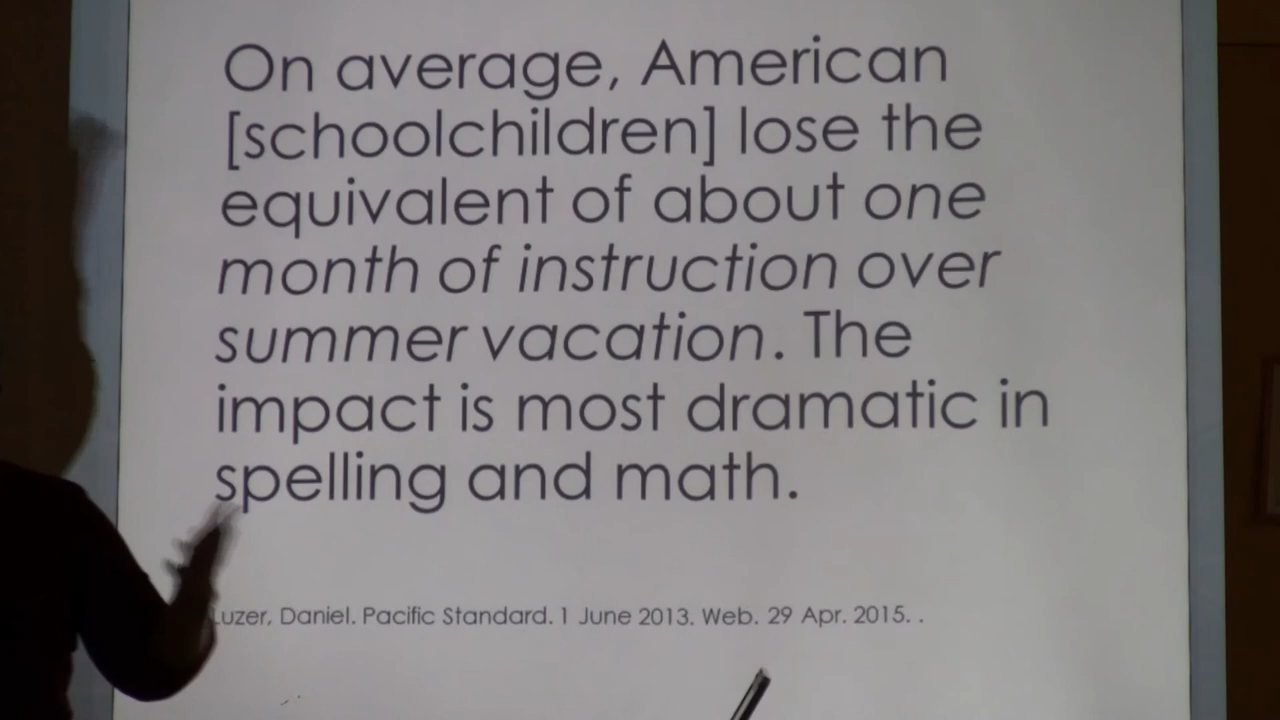 On average, American
[schoolchildren] lose the
equivalent of about one
month of instruction over
summer vacation. The
impact is most dramatic in
spelling and math.
Luzer, Daniel. Pacific Standard. 1 June 2013. Web. 29 Apr. 2015. .